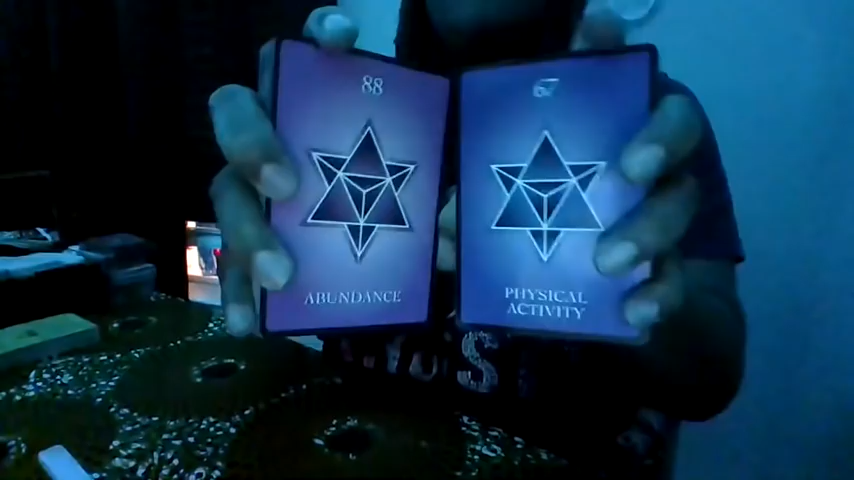 88
ABUNDANCE
67
PHYSICAL
ACTIVITY